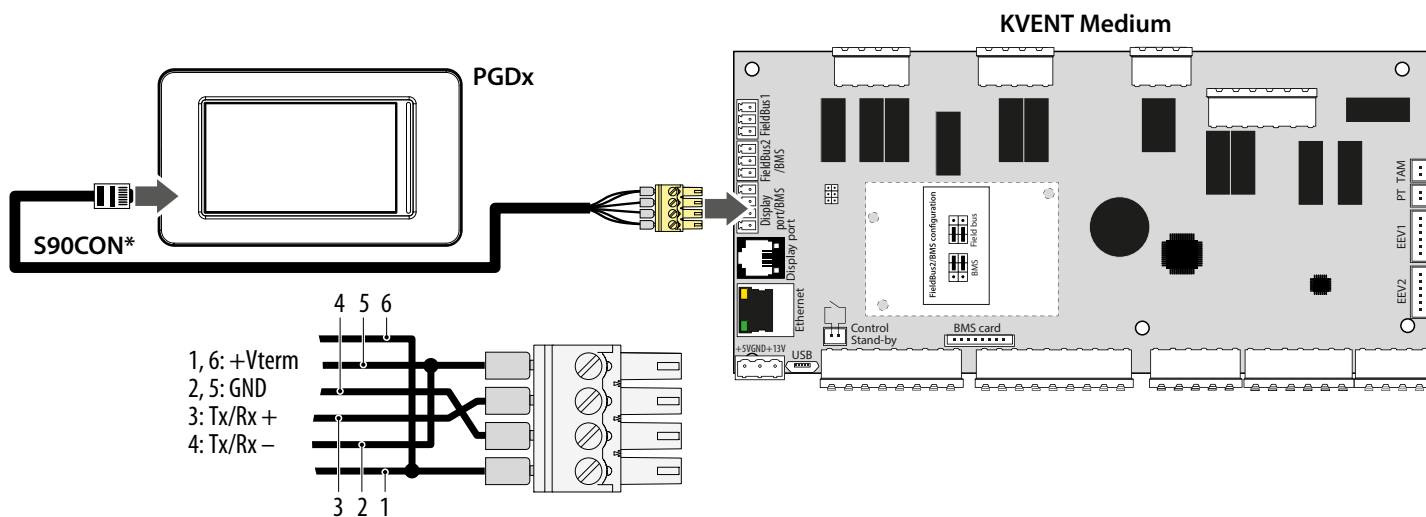 KVENT Medium
PGDx
S90CON*
FieldBus1
FieldBus2
/BMS
Display
port/BMS
Display port
Ethernet
FieldBus2/BMS configuration
Field bus
BMS
Control
Stand-by
BMS card
+5VGND+13V
USB
TAM
PT
EEV1
EEV2
4 5 6
1, 6: +Vterm
2, 5: GND
3: Tx/Rx +
4: Tx/Rx –
3 2 1